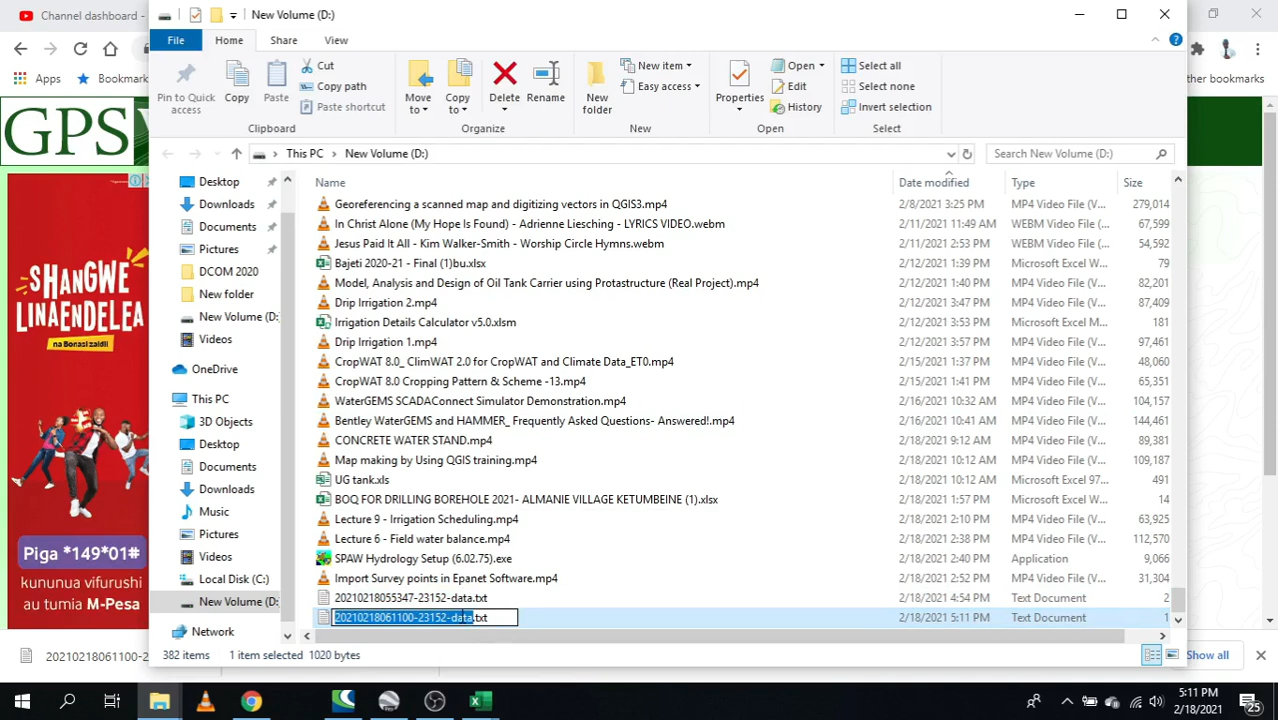 Channel dashboard -
New Volume (D:)
File
Home
Share
View
Pin to Quick access
Copy
Paste
Cut
Copy path
Paste shortcut
Clipboard
Move to
Copy to
Delete
Rename
Organize
New folder
New item
Easy access
New
Properties
Open
Edit
History
Open
Select all
Select none
Invert selection
Select
Apps
Bookmark
ther bookmarks
This PC
New Volume (D:)
Search New Volume (D:)
GPS
Name
Date modified
Type
Size
Desktop
Downloads
Documents
Pictures
DCOM 2020
New folder
New Volume (D:
Videos
OneDrive
This PC
3D Objects
Desktop
Documents
Downloads
Music
Pictures
Videos
Local Disk (C:)
New Volume (D:
Network
Georeferencing a scanned map and digitizing vectors in QGIS3.mp4 2/8/2021 3:25 PM MP4 Video File (V... 279,014
In Christ Alone (My Hope Is Found) - Adrienne Liesching - LYRICS VIDEO.webm 2/11/2021 11:49 AM WEBM Video File (... 67,599
Jesus Paid It All - Kim Walker-Smith - Worship Circle Hymns.webm 2/11/2021 2:53 PM WEBM Video File (... 54,592
Bajeti 2020-21 - Final (1)bu.xlsx 2/12/2021 1:39 PM Microsoft Excel W... 79
Model, Analysis and Design of Oil Tank Carrier using Protastructure (Real Project).mp4 2/12/2021 1:40 PM MP4 Video File (V... 82,201
Drip Irrigation 2.mp4 2/12/2021 3:47 PM MP4 Video File (V... 87,409
Irrigation Details Calculator v5.0.xlsm 2/12/2021 3:53 PM Microsoft Excel M... 181
Drip Irrigation 1.mp4 2/12/2021 3:57 PM MP4 Video File (V... 97,461
CropWAT 8.0_ ClimWAT 2.0 for CropWAT and Climate Data_ET0.mp4 2/15/2021 1:37 PM MP4 Video File (V... 48,060
CropWAT 8.0 Cropping Pattern & Scheme -13.mp4 2/15/2021 1:41 PM MP4 Video File (V... 65,351
WaterGEMS SCADAConnect Simulator Demonstration.mp4 2/16/2021 10:32 AM MP4 Video File (V... 104,157
Bentley WaterGEMS and HAMMER_ Frequently Asked Questions- Answered!.mp4 2/16/2021 10:41 AM MP4 Video File (V... 144,461
CONCRETE WATER STAND.mp4 2/18/2021 9:12 AM MP4 Video File (V... 89,381
Map making by Using QGIS training.mp4 2/18/2021 10:12 AM MP4 Video File (V... 109,187
UG tank.xls 2/18/2021 10:12 AM Microsoft Excel 97... 491
BOQ FOR DRILLING BOREHOLE 2021- ALMANIE VILLAGE KETUMBEINE (1).xlsx 2/18/2021 1:57 PM Microsoft Excel W... 14
Lecture 9 - Irrigation Scheduling.mp4 2/18/2021 2:10 PM MP4 Video File (V... 63,925
Lecture 6 - Field water balance.mp4 2/18/2021 2:38 PM MP4 Video File (V... 112,570
SPAW Hydrology Setup (6.02.75).exe 2/18/2021 2:40 PM Application 9,066
Import Survey points in Epanet Software.mp4 2/18/2021 2:52 PM MP4 Video File (V... 31,304
20210218055347-23152-data.txt 2/18/2021 4:54 PM Text Document 2
20210218061100-23152-data.txt 2/18/2021 5:11 PM Text Document 1
382 items 1 item selected 1020 bytes
SHANGWE
LINAENDELEA
na Bonasi zaidi!
Piga *149*01#
kununua vifurushi
au tumia M-Pesa
20210218061100-2
Show all
5:11 PM
2/18/2021
25